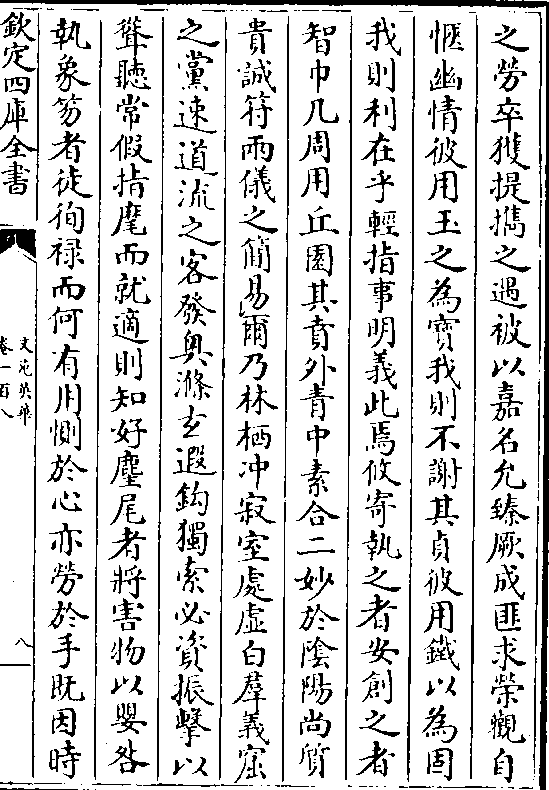 之勞卒獲提攜之遇被以嘉名允臻厥成匪求榮觀自
愜幽情彼用玉之為寳我則不謝其貞彼用鐵以為固
我則利在乎輕指事明義此焉攸寄執之者安創之者
智巾几周用丘園其賁外青中素合二妙於陰陽尚質
貴誠符兩儀之簡易爾乃林栖冲寂室處虛白羣義窟
之黨速道流之客發奥滌玄遐鈎獨索必資振擊以
聳聽常假指麾而就適則知好麈尾者將害物以嬰咎
執象笏者徒徇禄而何有用惻於心亦勞於手既因時
欽定四庫全書
文苑英華
卷一百八
八